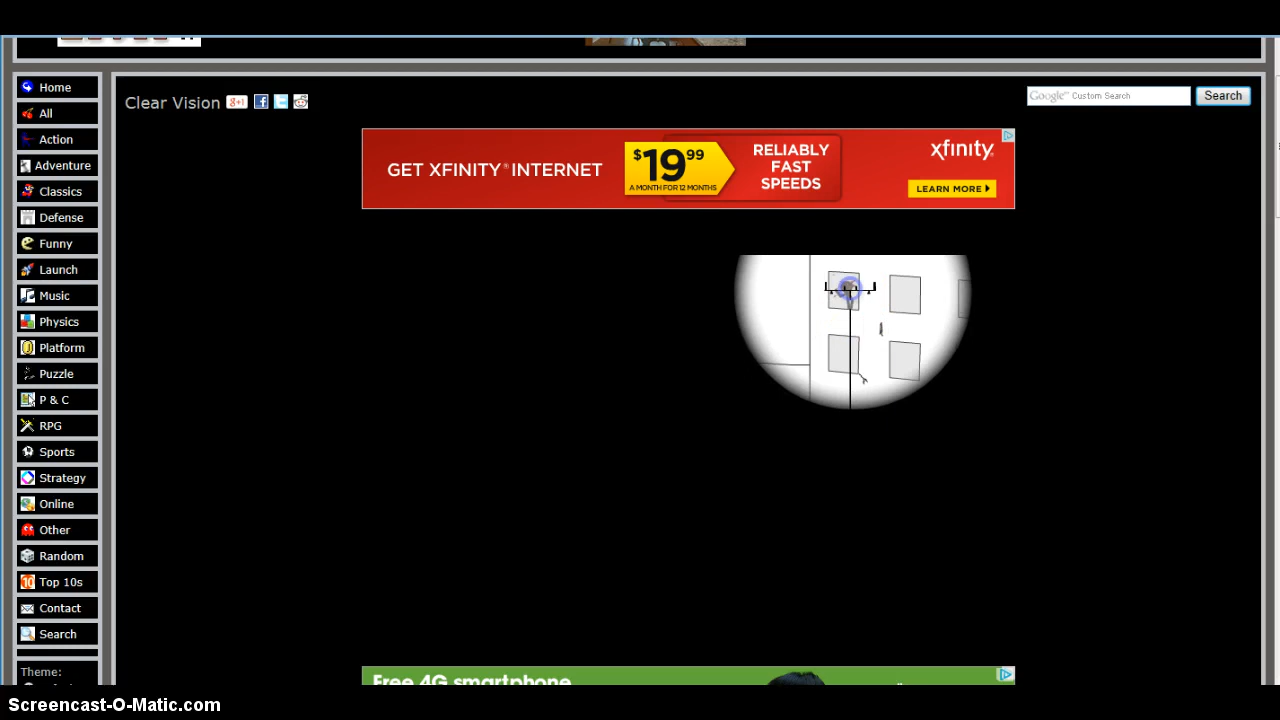 Home
All
Action
Adventure
Classics
Defense
Funny
Launch
Music
Physics
Platform
Puzzle
P & C
RPG
Sports
Strategy
Online
Other
Random
Top 10s
Contact
Search
Theme:
Clear Vision
Google™ Custom Search
Search
GET XFINITY® INTERNET
$19.99
A MONTH FOR 12 MONTHS
RELIABLY
FAST
SPEEDS
xfinity
LEARN MORE
Free 4G smartphone
Screencast-O-Matic.com